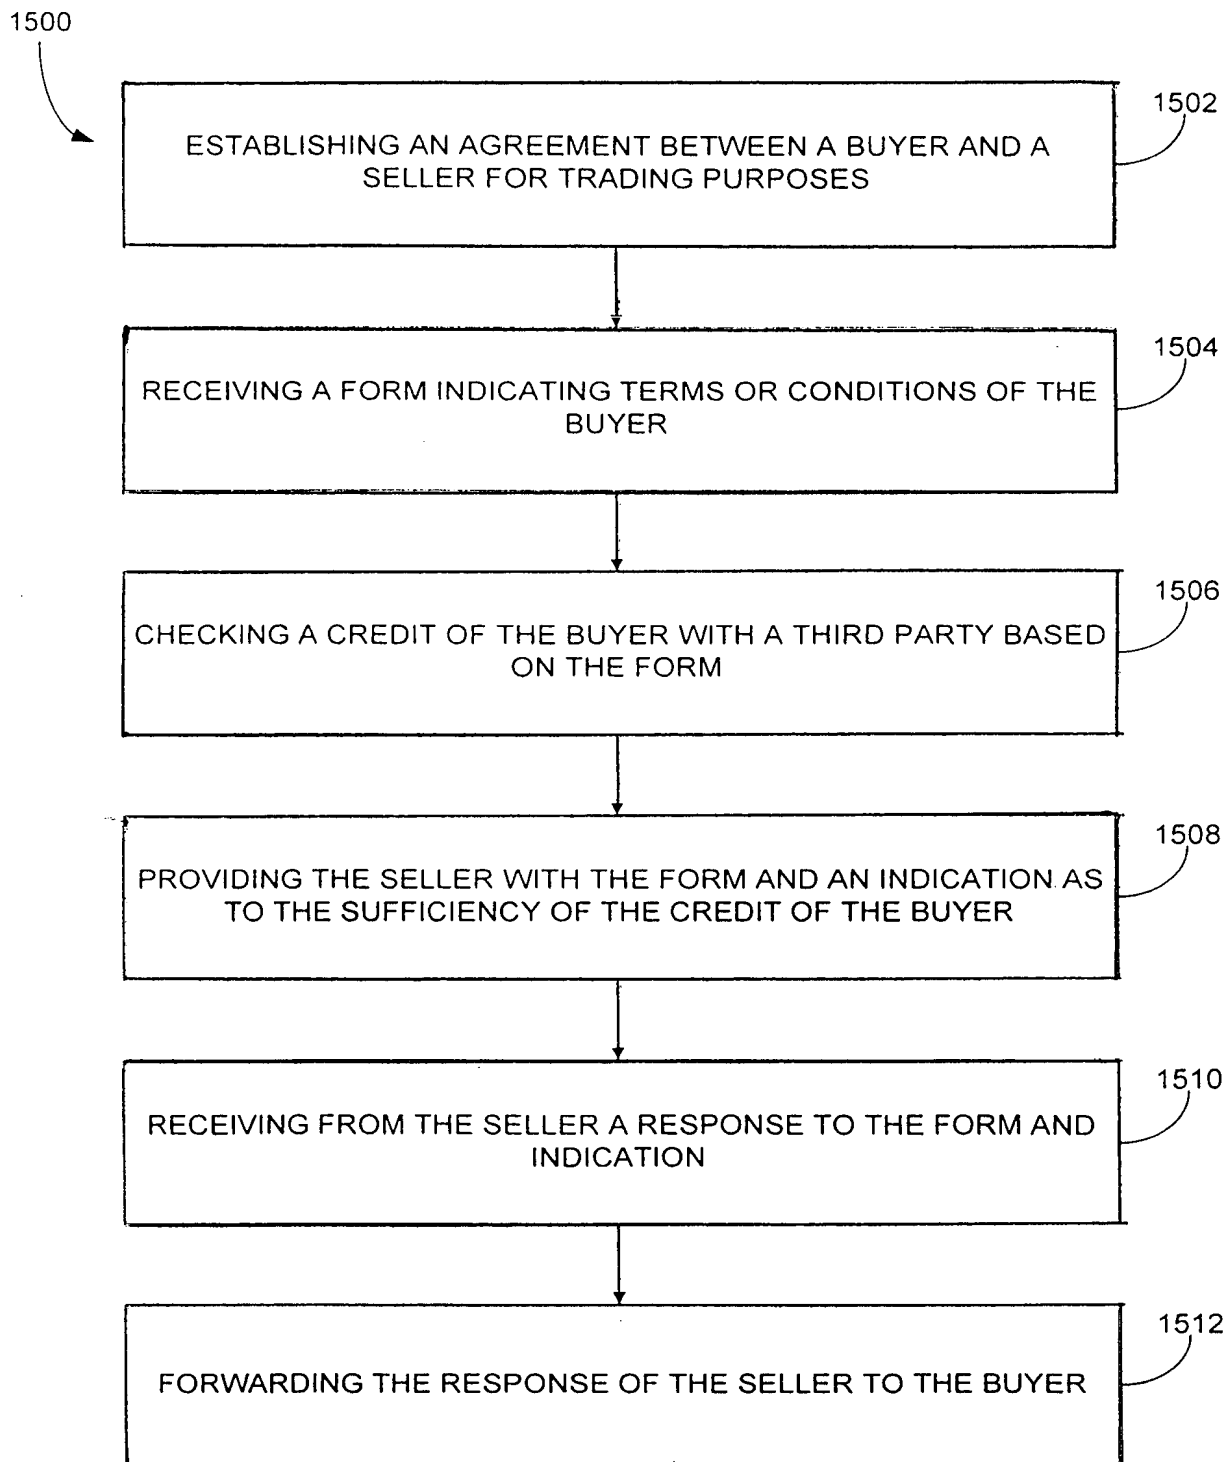 1500
1502
ESTABLISHING AN AGREEMENT BETWEEN A BUYER AND A
SELLER FOR TRADING PURPOSES
1504
RECEIVING A FORM INDICATING TERMS OR CONDITIONS OF THE
BUYER
1506
CHECKING A CREDIT OF THE BUYER WITH A THIRD PARTY BASED
ON THE FORM
1508
PROVIDING THE SELLER WITH THE FORM AND AN INDICATION AS
TO THE SUFFICIENCY OF THE CREDIT OF THE BUYER
1510
RECEIVING FROM THE SELLER A RESPONSE TO THE FORM AND
INDICATION
1512
FORWARDING THE RESPONSE OF THE SELLER TO THE BUYER